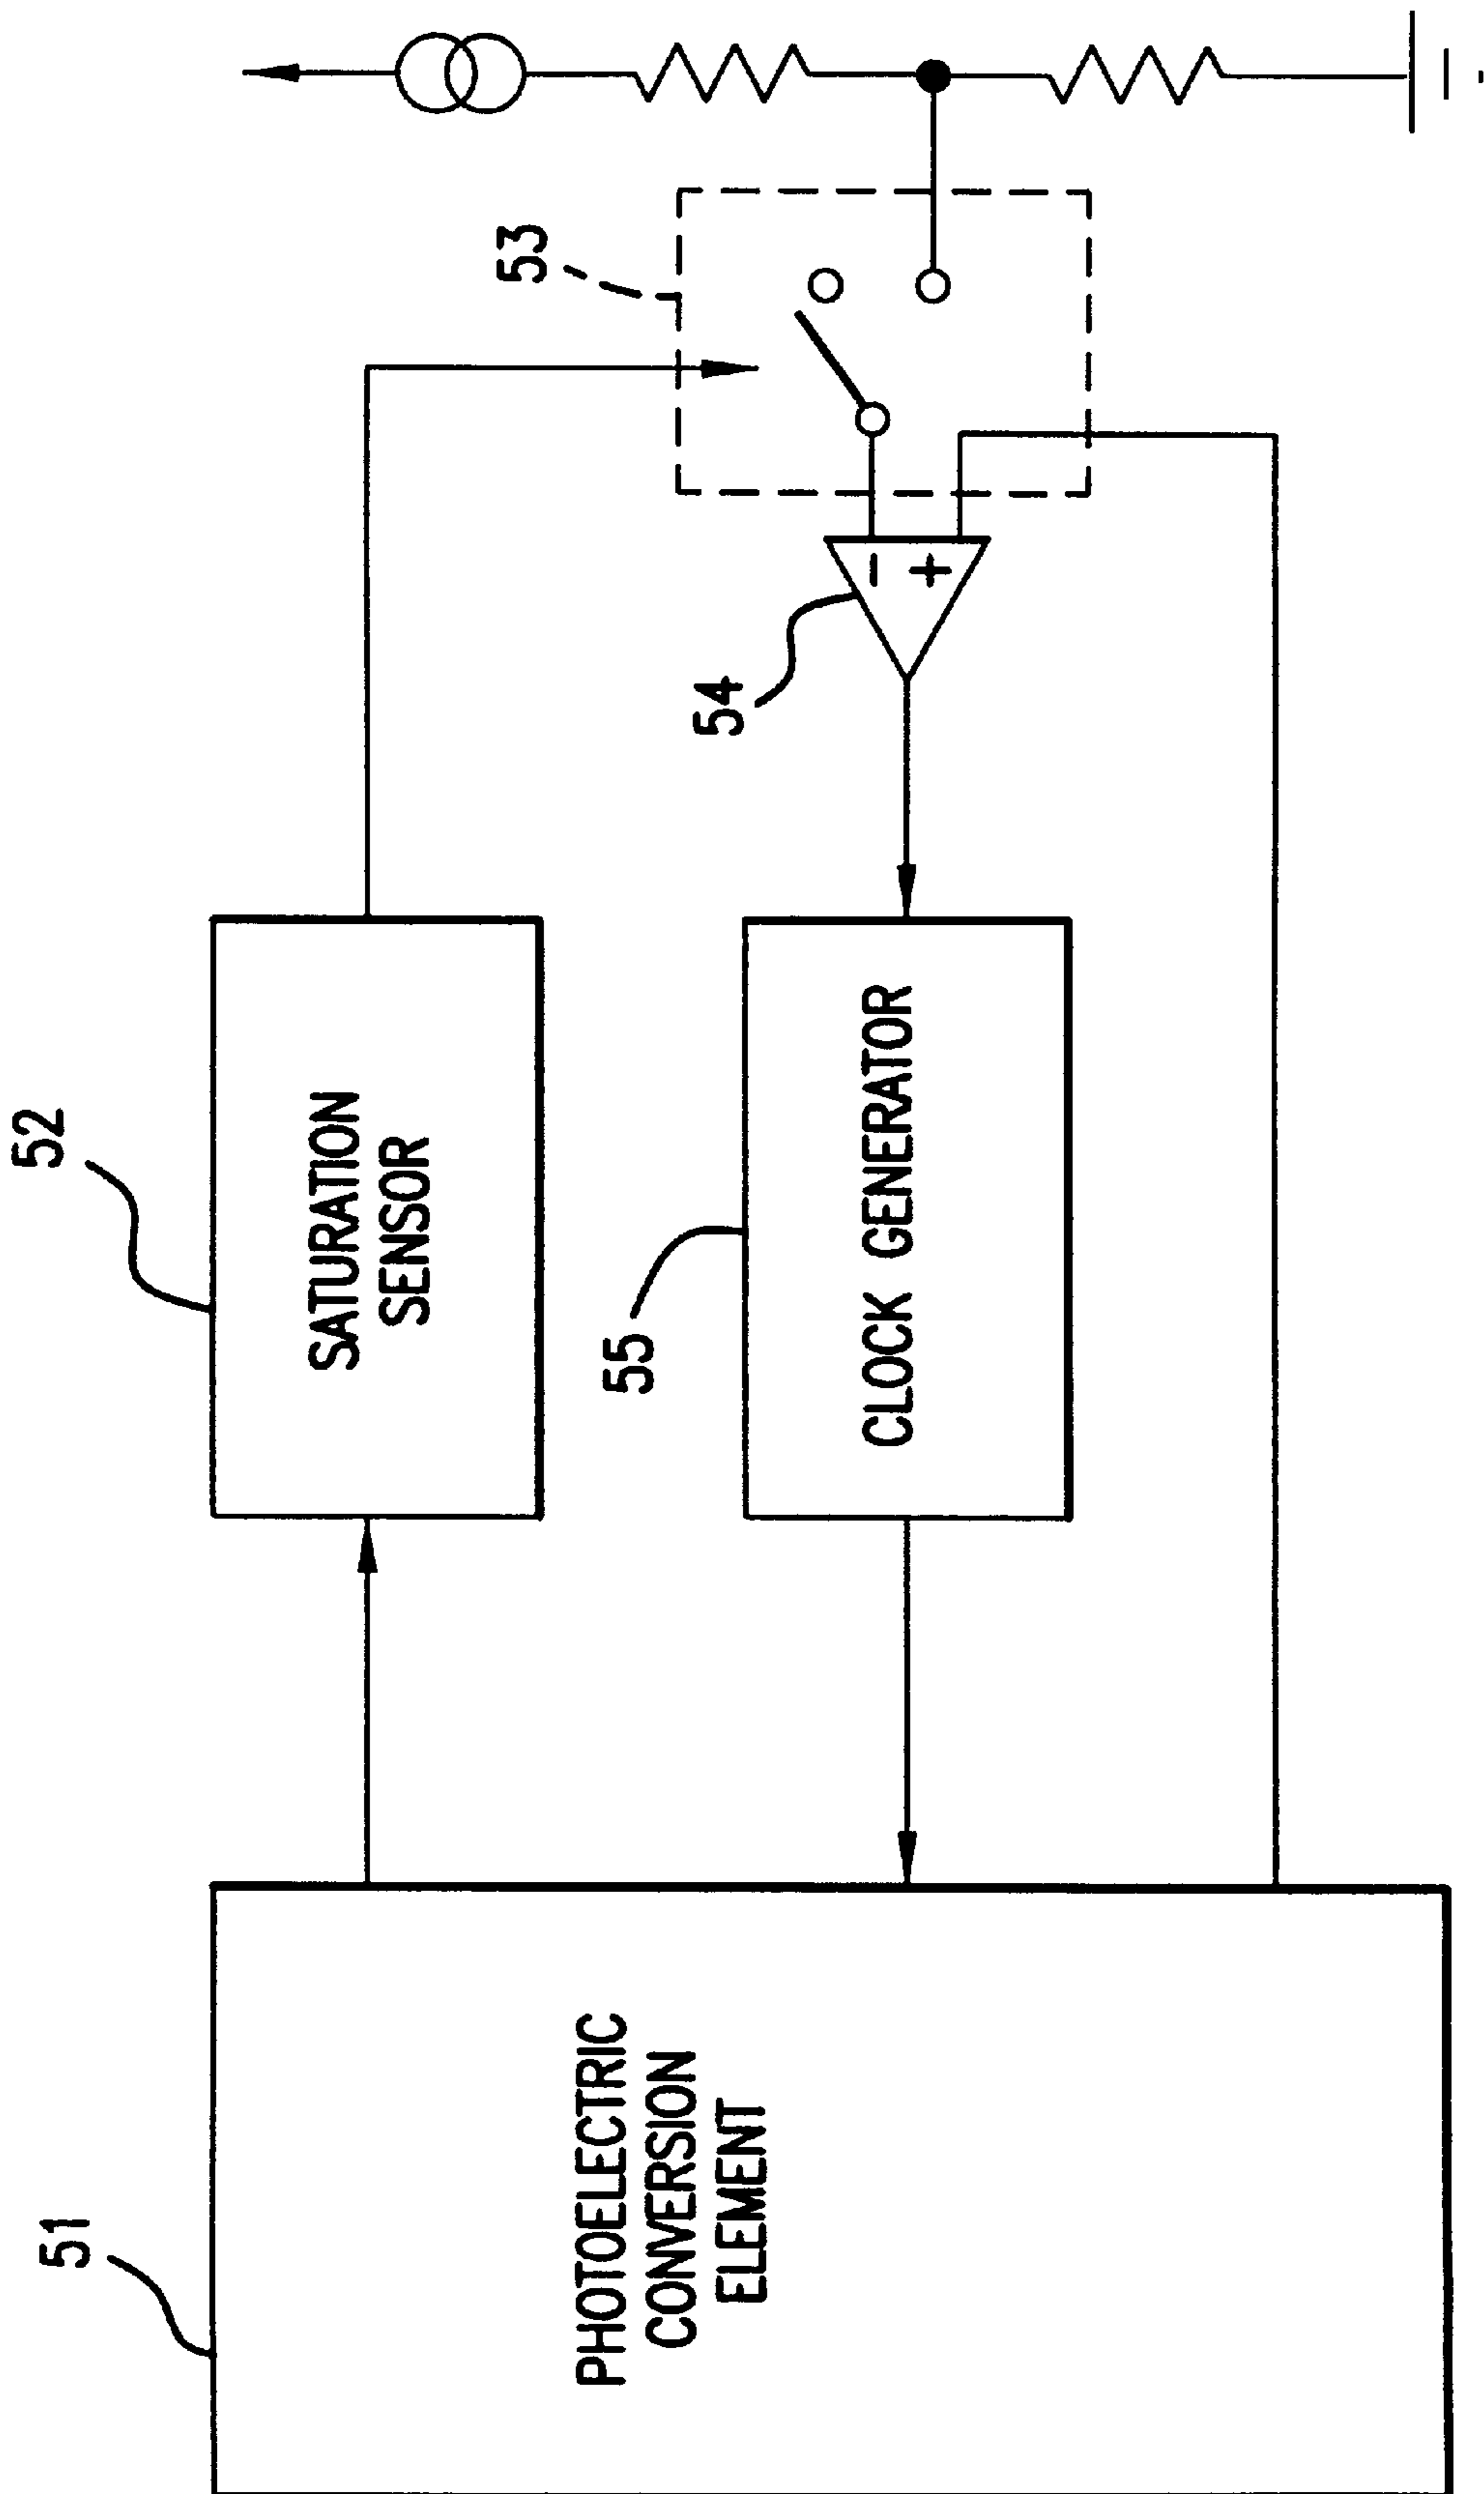 51
PHOTOELECTRIC
CONVERSION
ELEMENT
52
SATURATION
SENSOR
55
CLOCK GENERATOR
54
−
+
53